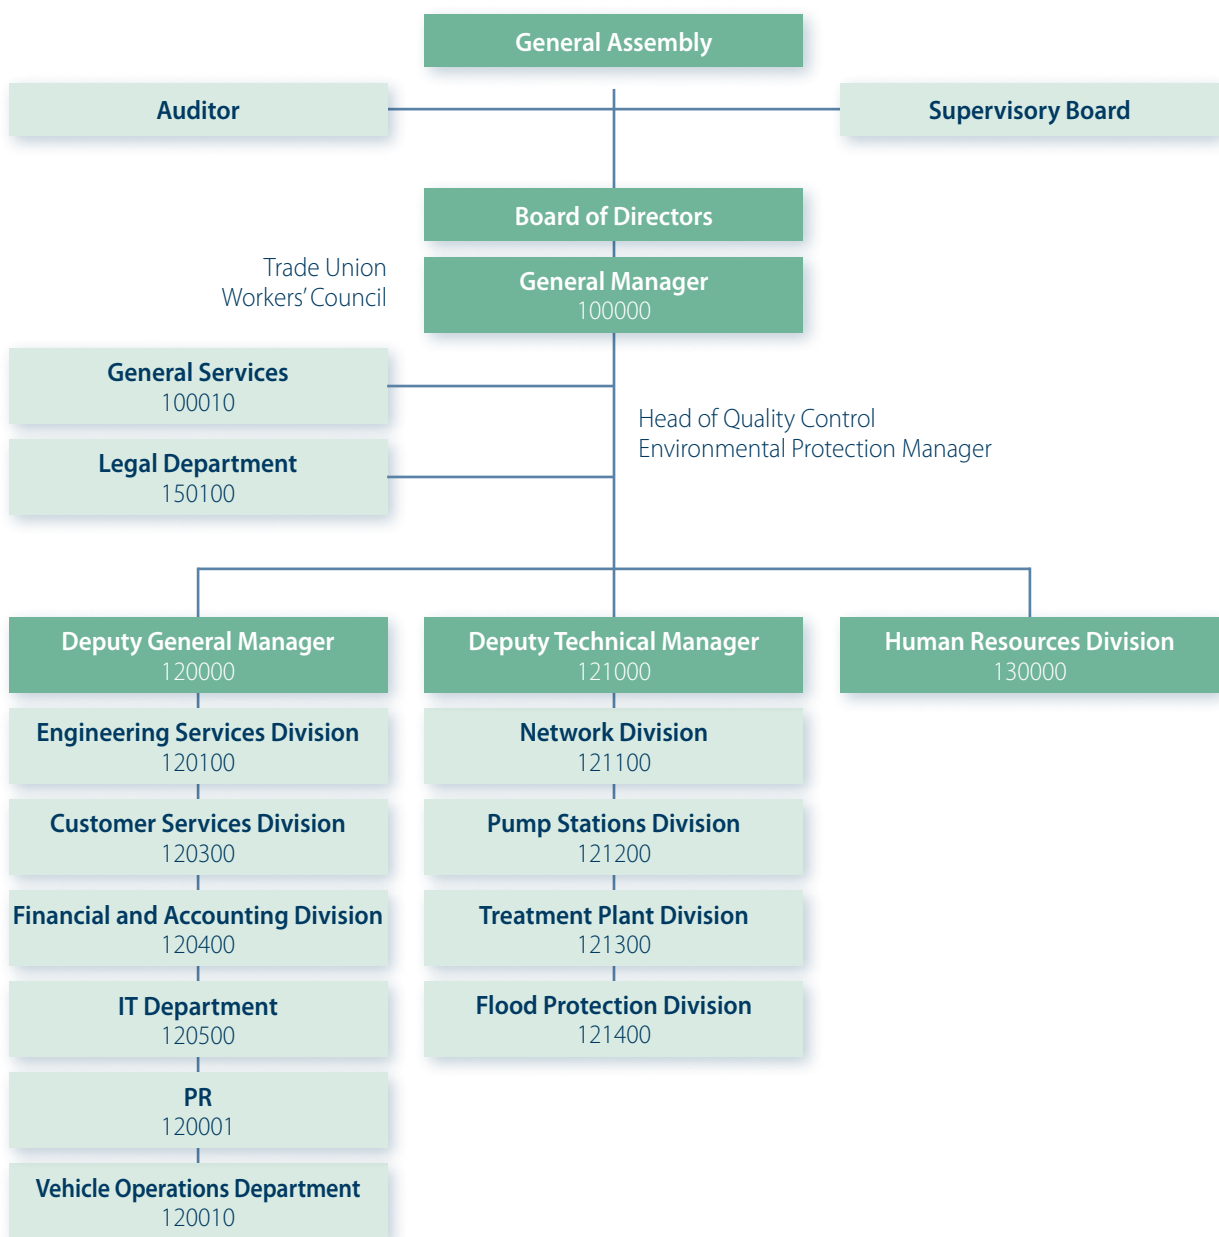 General Assembly
Auditor
Supervisory Board
Board of Directors
General Manager
100000
Trade Union
Workers’ Council
General Services
100010
Head of Quality Control
Environmental Protection Manager
Legal Department
150100
Deputy General Manager
120000
Deputy Technical Manager
121000
Human Resources Division
130000
Engineering Services Division
120100
Network Division
121100
Customer Services Division
120300
Pump Stations Division
121200
Financial and Accounting Division
120400
Treatment Plant Division
121300
IT Department
120500
Flood Protection Division
121400
PR
120001
Vehicle Operations Department
120010